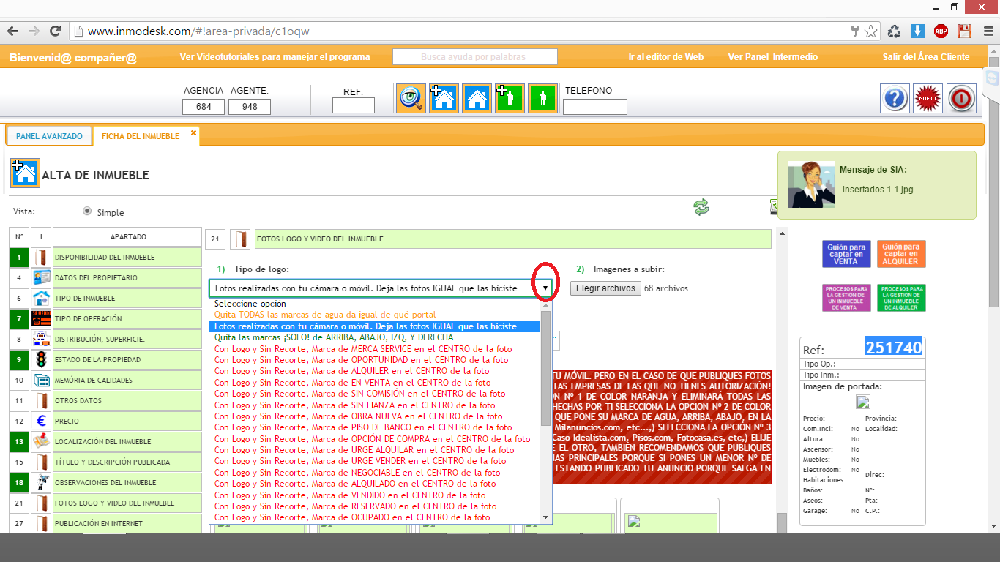 www.inmodesk.com/#!area-privada/c1oqw
ABP
Bienvenid@ compañer@
Ver Videotutoriales para manejar el programa
Busca ayuda por palabras
Ir al editor de Web
Ver Panel Intermedio
Salir del Área Cliente
AGENCIA AGENTE.
684 948
REF.
TELEFONO
NUEVO
PANEL AVANZADO
FICHA DEL INMUEBLE
ALTA DE INMUEBLE
Mensaje de SIA:
insertados 1 1.jpg
Vista:
Simple
Nº I APARTADO
1 DISPONIBILIDAD DEL INMUEBLE
4 DATOS DEL PROPIETARIO
6 TIPO DE INMUEBLE
7 TIPO DE OPERACIÓN
8 DISTRIBUCIÓN, SUPERFICIE.
9 ESTADO DE LA PROPIEDAD
10 MEMÓRIA DE CALIDADES
11 OTROS DATOS
12 PRECIO
13 LOCALIZACIÓN DEL INMUEBLE
15 TÍTULO Y DESCRIPCIÓN PUBLICADA
18 OBSERVACIONES DEL INMUEBLE
21 FOTOS LOGO Y VIDEO DEL INMUEBLE
27 PUBLICACIÓN EN INTERNET
21 FOTOS LOGO Y VIDEO DEL INMUEBLE
1) Tipo de logo:
Fotos realizadas con tu cámara o móvil. Deja las fotos IGUAL que las hiciste
Seleccione opción
Quita TODAS las marcas de agua da igual de qué portal
Fotos realizadas con tu cámara o móvil. Deja las fotos IGUAL que las hiciste
Quita las marcas ¡SOLO! de ARRIBA, ABAJO, IZQ, Y DERECHA
Con Logo y Sin Recorte, Marca de MERCA SERVICE en el CENTRO de la foto
Con Logo y Sin Recorte, Marca de OPORTUNIDAD en el CENTRO de la foto
Con Logo y Sin Recorte, Marca de ALQUILER en el CENTRO de la foto
Con Logo y Sin Recorte, Marca de EN VENTA en el CENTRO de la foto
Con Logo y Sin Recorte, Marca de SIN COMISIÓN en el CENTRO de la foto
Con Logo y Sin Recorte, Marca de SIN FIANZA en el CENTRO de la foto
Con Logo y Sin Recorte, Marca de OBRA NUEVA en el CENTRO de la foto
Con Logo y Sin Recorte, Marca de PISO DE BANCO en el CENTRO de la foto
Con Logo y Sin Recorte, Marca de OPCIÓN DE COMPRA en el CENTRO de la foto
Con Logo y Sin Recorte, Marca de URGE ALQUILAR en el CENTRO de la foto
Con Logo y Sin Recorte, Marca de URGE VENDER en el CENTRO de la foto
Con Logo y Sin Recorte, Marca de NEGOCIABLE en el CENTRO de la foto
Con Logo y Sin Recorte, Marca de ALQUILADO en el CENTRO de la foto
Con Logo y Sin Recorte, Marca de VENDIDO en el CENTRO de la foto
Con Logo y Sin Recorte, Marca de RESERVADO en el CENTRO de la foto
Con Logo y Sin Recorte, Marca de OCUPADO en el CENTRO de la foto
2) Imagenes a subir:
Elegir archivos 68 archivos
TU MÓVIL. PERO EN EL CASO DE QUE PUBLIQUES FOTOS
TAS EMPRESAS DE LAS QUE NO TIENES AUTORIZACIÓN!
ON Nº 1 DE COLOR NARANJA Y ELIMINARÁ TODAS LAS
HECHAS POR TI SELECCIONA LA OPCION Nº 2 DE COLOR
QUE PONE SU MARCA DE AGUA, ARRIBA, ABAJO, EN LA
Milanuncios.com, etc...,) SELECCIONA LA OPCIÓN Nº 3
Caso Idealista.com, Pisos.com, Fotocasa.es, etc,) ELIJE
E EL OTRO, TAMBIÉN RECOMENDAMOS QUE PUBLIQUES
NAS PRINCIPALES PORQUE SI PONES UN MENOR Nº DE
ESTANDO PUBLICADO TU ANUNCIO PORQUE SALGA EN
Guión para
captar en
VENTA
Guión para
captar en
ALQUILER
PROCESOS PARA
LA GESTIÓN DE
UN INMUEBLE
DE VENTA
PROCESOS PARA
LA GESTIÓN DE
UN INMUEBLE
DE ALQUILER
Ref: 251740
Tipo Op.:
Tipo Inm.:
Imagen de portada:
Precio: Provincia:
Com.Incl: No Localidad:
Altura: No
Ascensor: No
Muebles: No
Electrodom: No
Direc:
Habitaciones:
Baños: Nº:
Aseos: Pta:
Garage: No C.P.: